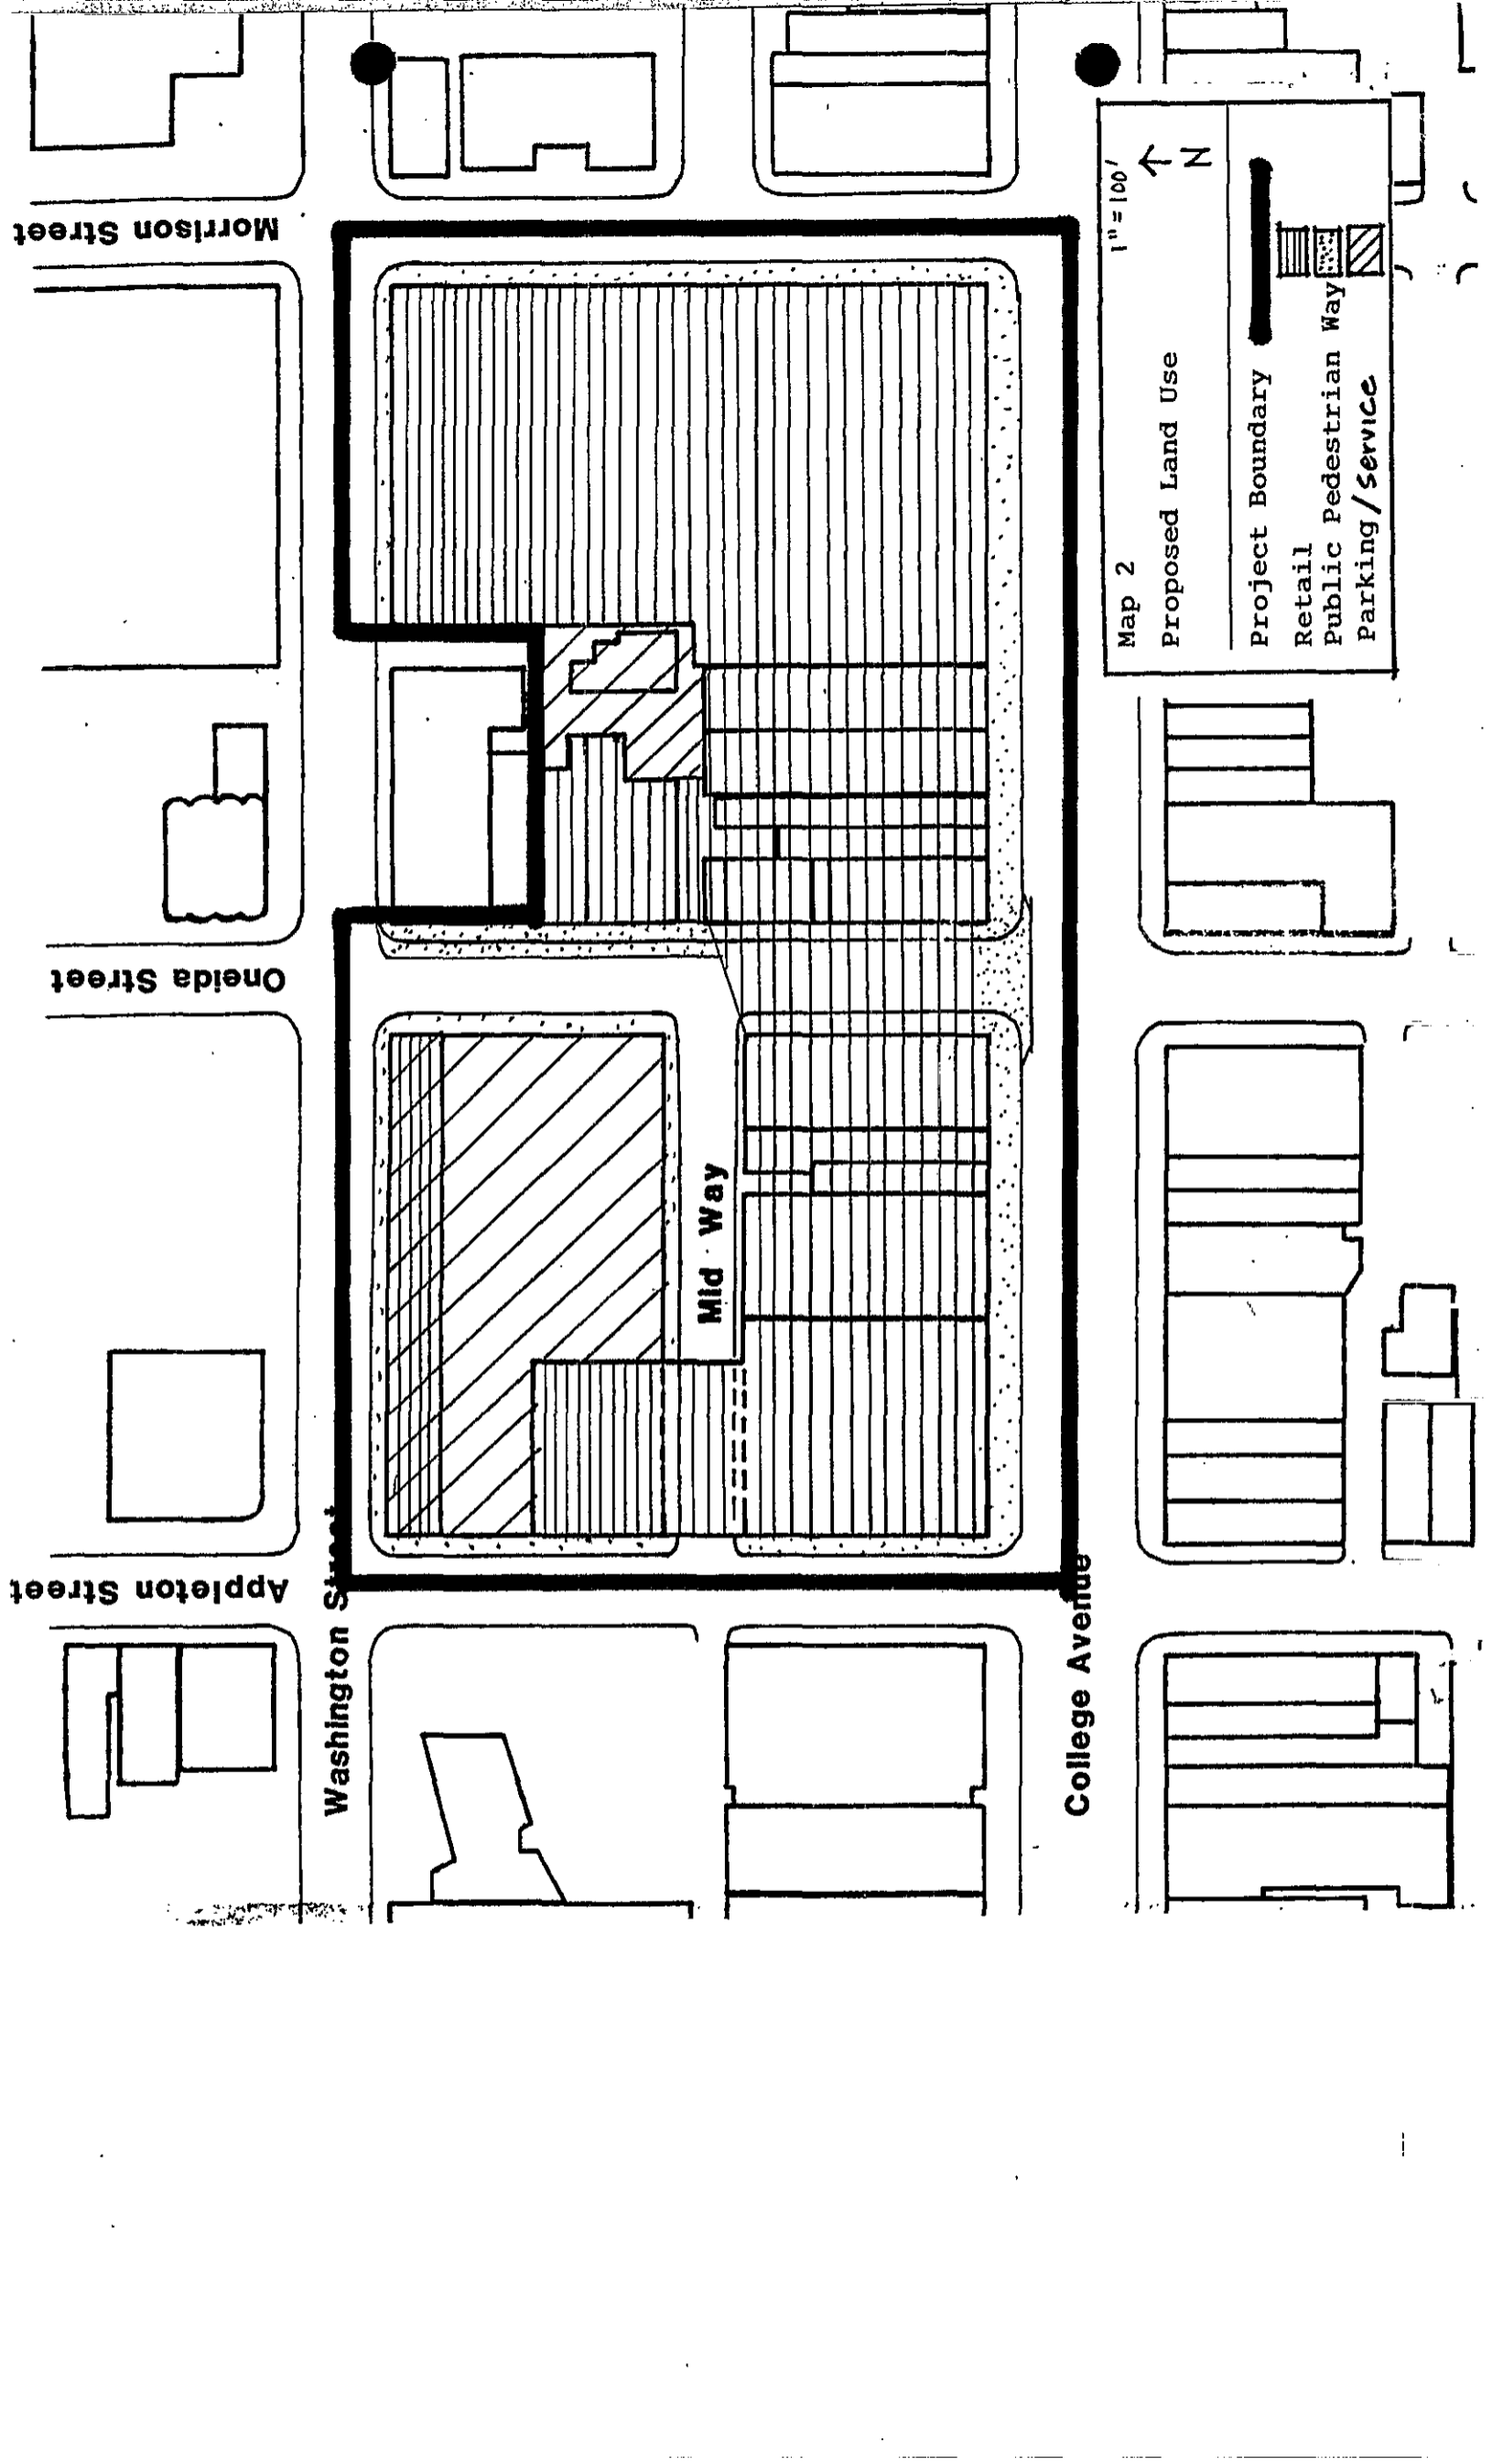 Morrison Street
Oneida Street
Appleton Street
Washington Street
College Avenue
Mid Way
Map 2
1"=100'
N
Proposed Land Use
Project Boundary
Retail
Public Pedestrian Way
Parking/service